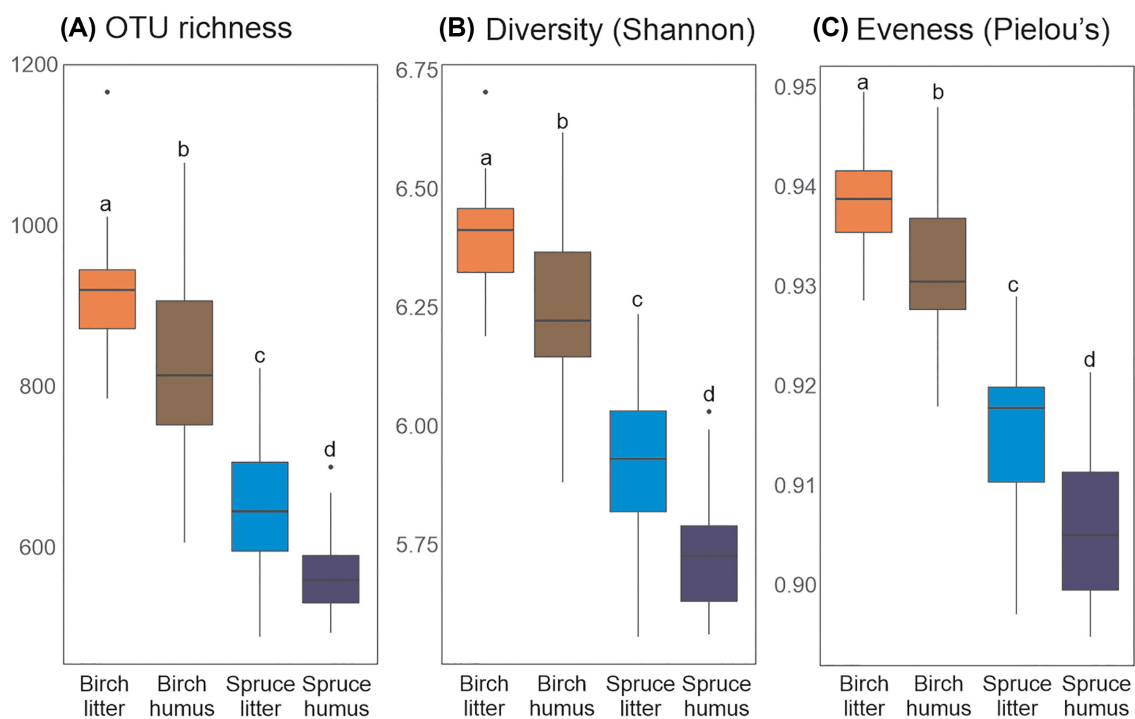 (A) OTU richness
1200
1000
800
600
a
b
c
d
Birch litter
Birch humus
Spruce litter
Spruce humus
(B) Diversity (Shannon)
6.75
6.50
6.25
6.00
5.75
a
b
c
d
Birch litter
Birch humus
Spruce litter
Spruce humus
(C) Eveness (Pielou's)
0.95
0.94
0.93
0.92
0.91
0.90
a
b
c
d
Birch litter
Birch humus
Spruce litter
Spruce humus